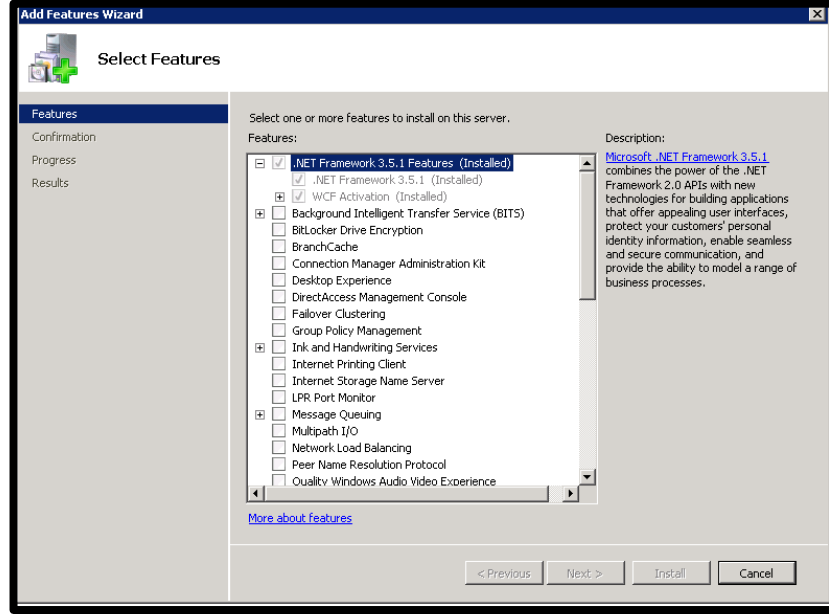 Add Features Wizard
Select Features
Features
Confirmation
Progress
Results
Select one or more features to install on this server.
Features:
.NET Framework 3.5.1 Features (Installed)
.NET Framework 3.5.1 (Installed)
WCF Activation (Installed)
Background Intelligent Transfer Service (BITS)
BitLocker Drive Encryption
BranchCache
Connection Manager Administration Kit
Desktop Experience
DirectAccess Management Console
Failover Clustering
Group Policy Management
Ink and Handwriting Services
Internet Printing Client
Internet Storage Name Server
LPR Port Monitor
Message Queuing
Multipath I/O
Network Load Balancing
Peer Name Resolution Protocol
Quality Windows Audio Video Experience
Description:
Microsoft .NET Framework 3.5.1
combines the power of the .NET
Framework 2.0 APIs with new
technologies for building applications
that offer appealing user interfaces,
protect your customers' personal
identity information, enable seamless
and secure communication, and
provide the ability to model a range of
business processes.
More about features
< Previous
Next >
Install
Cancel